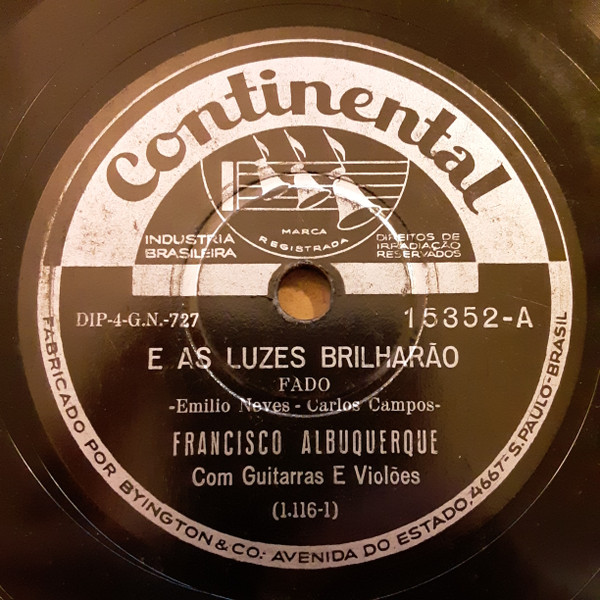 Continental
MARCA
REGISTRADA
INDUSTRIA
BRASILEIRA
DIREITOS DE
IRRADIAÇÃO
RESERVADOS
DIP-4-G.N.-727
15352-A
E AS LUZES BRILHARÃO
FADO
-Emilio Neves - Carlos Campos-
FRANCISCO ALBUQUERQUE
Com Guitarras E Violões
(1.116-1)
FABRICADO POR BYINGTON & CO: AVENIDA DO ESTADO, 4667- S.PAULO-BRASIL